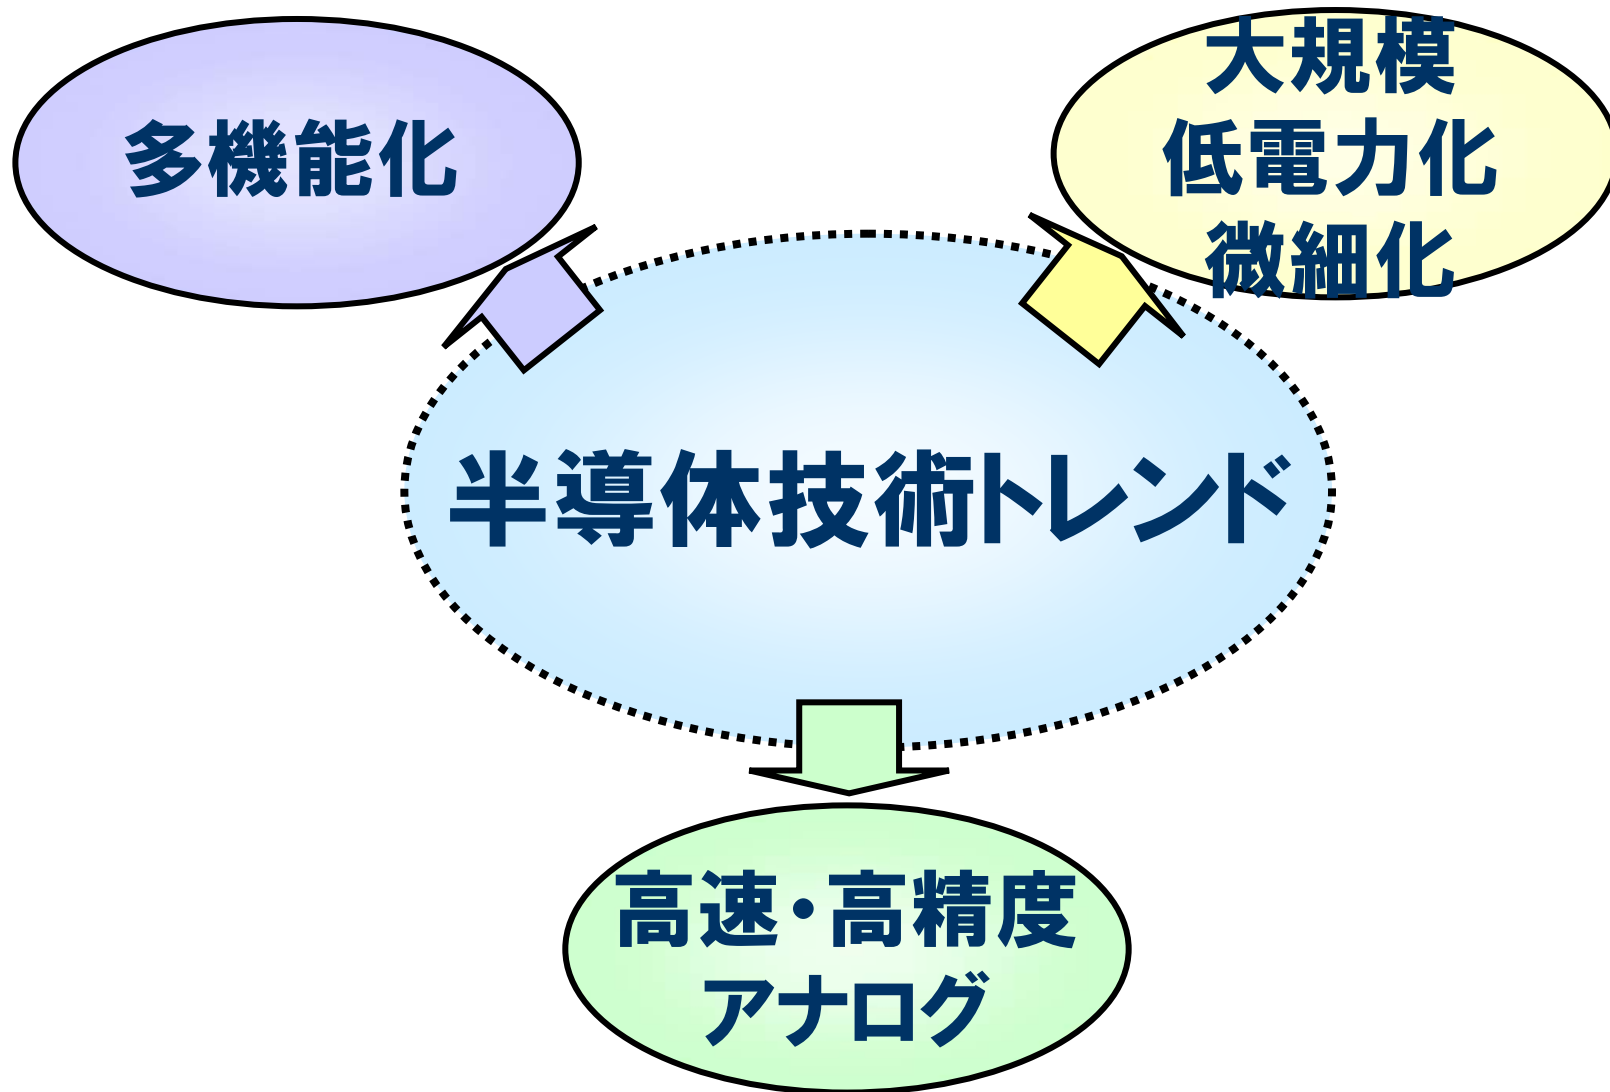 多機能化
大規模
低電力化
微細化
半導体技術トレンド
高速・高精度
アナログ